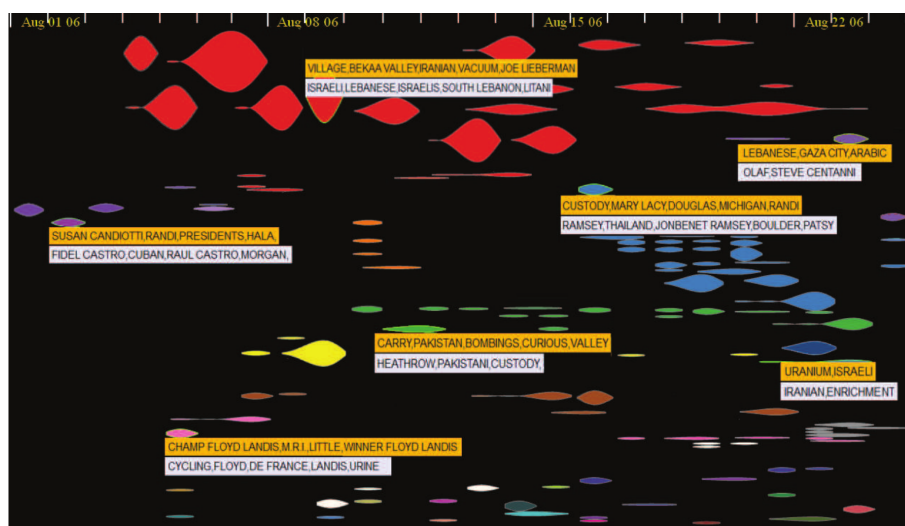 Aug 01 06
Aug 08 06
Aug 15 06
Aug 22 06
VILLAGE,BEKAA VALLEY,IRANIAN,VACUUM,JOE LIEBERMAN
ISRAELI,LEBANESE,ISRAELIS,SOUTH LEBANON,LITANI
LEBANESE,GAZA CITY,ARABIC
OLAF,STEVE CENTANNI
CUSTODY,MARY LACY,DOUGLAS,MICHIGAN,RANDI
RAMSEY,THAILAND,JONBENET RAMSEY,BOULDER,PATSY
SUSAN CANDIOTTI,RANDI,PRESIDENTS,HALA,
FIDEL CASTRO,CUBAN,RAUL CASTRO,MORGAN,
CARRY,PAKISTAN,BOMBINGS,CURIOUS,VALLEY
HEATHROW,PAKISTANI,CUSTODY,
URANIUM,ISRAELI
IRANIAN,ENRICHMENT
CHAMP FLOYD LANDIS,M.R.I.,LITTLE,WINNER FLOYD LANDIS
CYCLING,FLOYD,DE FRANCE,LANDIS,URINE